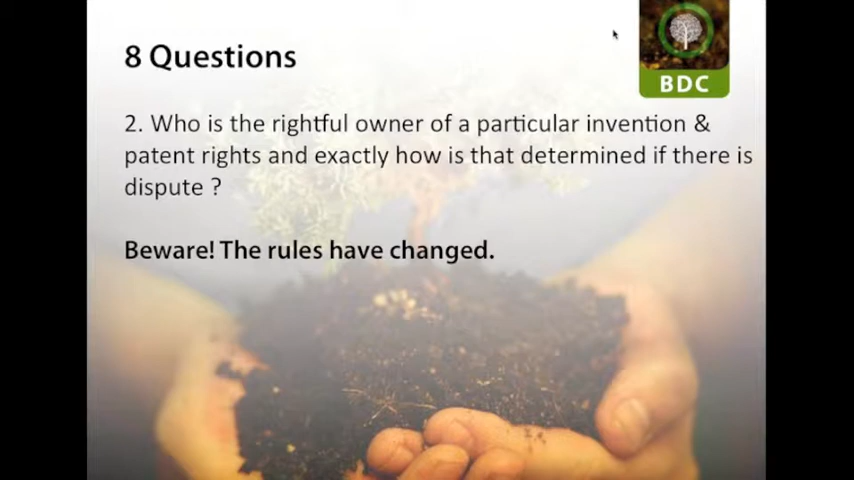 8 Questions
BDC
2. Who is the rightful owner of a particular invention &
patent rights and exactly how is that determined if there is
dispute ?
Beware! The rules have changed.